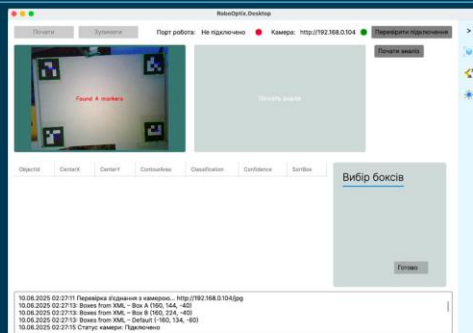 RoboOptix.Desktop
Почати
Зупинити
Порт робота: Не підключено
Камера: http://192.168.0.104
Перевірити підключення
>
Found 4 markers
Почати аналіз
ObjectId CenterX CenterY ContourArea Classification Confidence SortBox
Вибір боксів
Готово
10.06.2025 02:27:11 Перевірка з'єднання з камерою... http://192.168.0.104/jpg
10.06.2025 02:27:13: Boxes from XML – Box A (160, 144, -40)
10.06.2025 02:27:13: Boxes from XML – Box B (160, 224, -40)
10.06.2025 02:27:13: Boxes from XML – Default (-160, 134, -60)
10.06.2025 02:27:15 Статус камери: Підключено